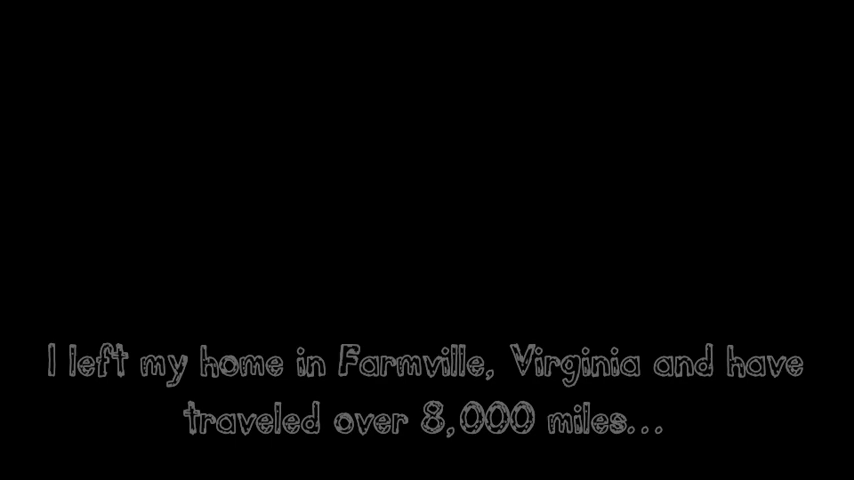 I left my home in Farmville, Virginia and have
traveled over 8,000 miles...